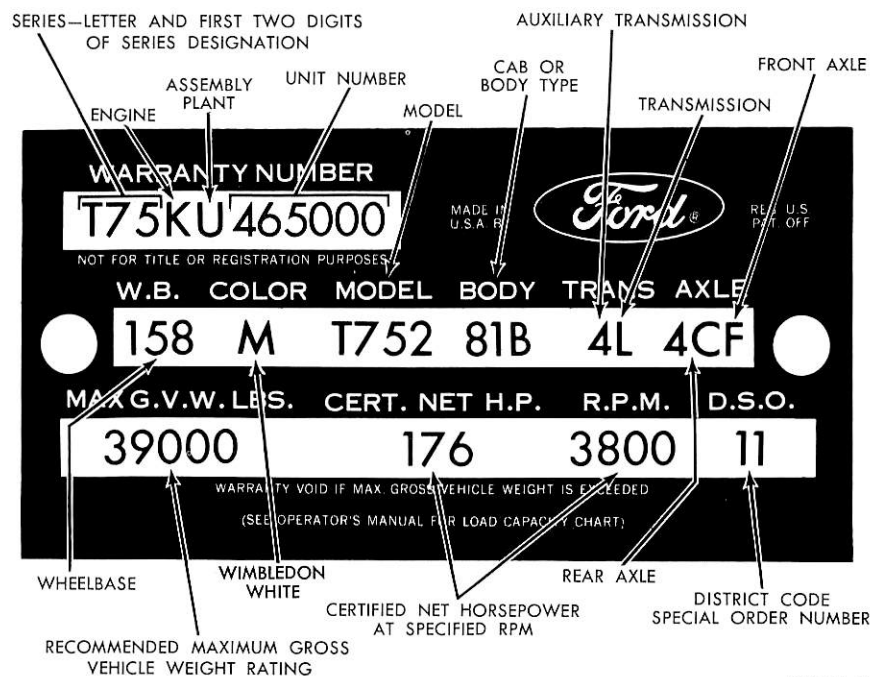 SERIES—LETTER AND FIRST TWO DIGITS
OF SERIES DESIGNATION
AUXILIARY TRANSMISSION
ASSEMBLY
PLANT
UNIT NUMBER
CAB OR
BODY TYPE
FRONT AXLE
ENGINE
MODEL
TRANSMISSION
WARRANTY NUMBER
T75KU465000
MADE IN
U.S.A. BY
Ford ®
REG U.S.
PAT. OFF
NOT FOR TITLE OR REGISTRATION PURPOSES
W.B. COLOR MODEL BODY TRANS AXLE
158 M T752 81B 4L 4CF
MAX G.V.W. LBS. CERT. NET H.P. R.P.M. D.S.O.
39000 176 3800 11
WARRANTY VOID IF MAX. GROSS VEHICLE WEIGHT IS EXCEEDED
(SEE OPERATOR'S MANUAL FOR LOAD CAPACITY CHART)
WHEELBASE
WIMBLEDON
WHITE
REAR AXLE
CERTIFIED NET HORSEPOWER
AT SPECIFIED RPM
DISTRICT CODE
SPECIAL ORDER NUMBER
RECOMMENDED MAXIMUM GROSS
VEHICLE WEIGHT RATING